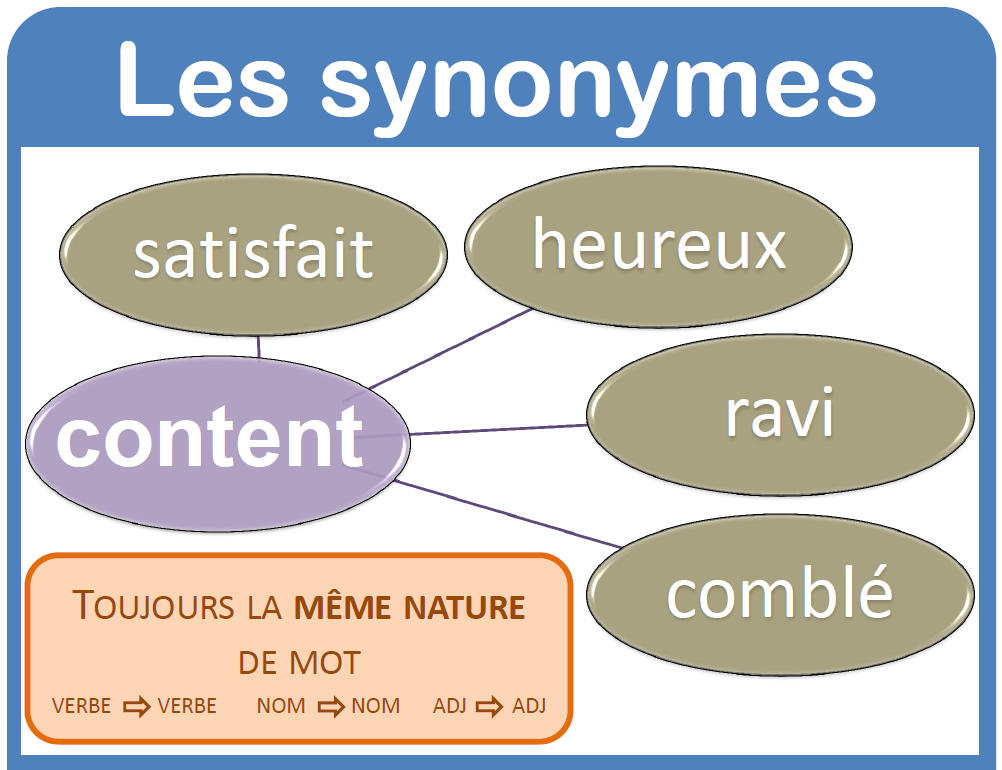 Les synonymes
satisfait
heureux
content
ravi
comblé
TOUJOURS LA MÊME NATURE
DE MOT
VERBE ⇨ VERBE NOM ⇨ NOM ADJ ⇨ ADJ